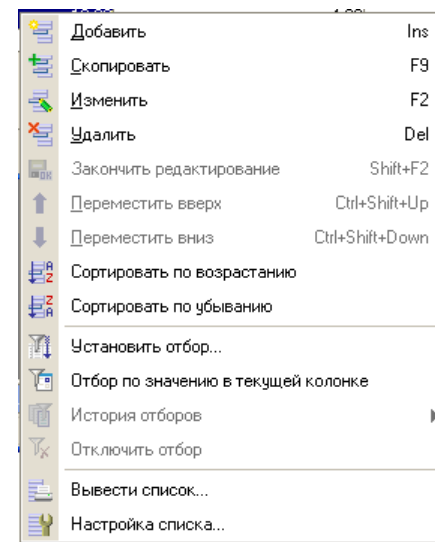 Добавить Ins
Скопировать F9
Изменить F2
Удалить Del
Закончить редактирование Shift+F2
Переместить вверх Ctrl+Shift+Up
Переместить вниз Ctrl+Shift+Down
Сортировать по возрастанию
Сортировать по убыванию
Установить отбор...
Отбор по значению в текущей колонке
История отборов
Отключить отбор
Вывести список...
Настройка списка...